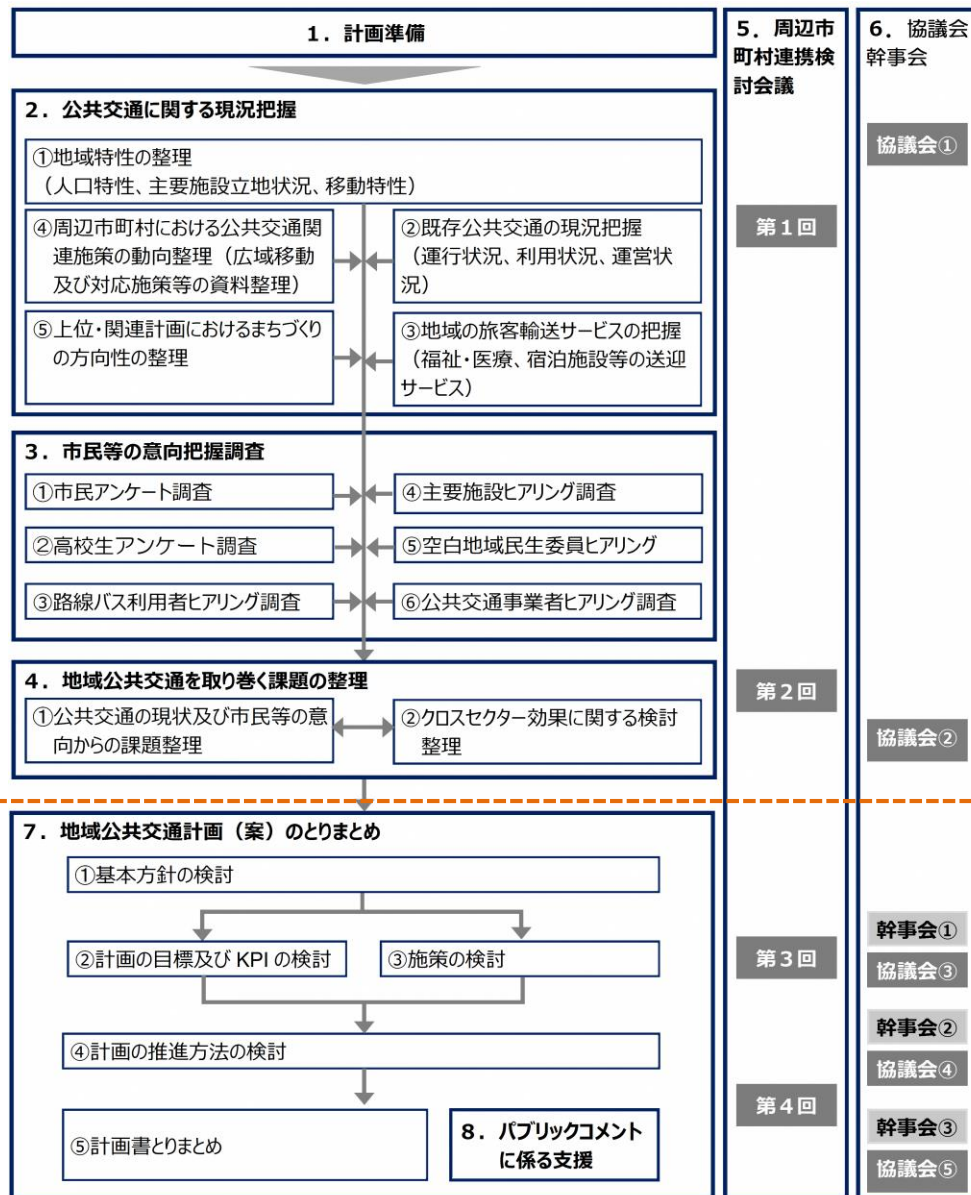 1．計画準備
2．公共交通に関する現況把握
①地域特性の整理
（人口特性、主要施設立地状況、移動特性）
④周辺市町村における公共交通関
連施策の動向整理（広域移動
及び対応施策等の資料整理）
②既存公共交通の現況把握
（運行状況、利用状況、運営状
況）
⑤上位・関連計画におけるまちづくり
の方向性の整理
③地域の旅客輸送サービスの把握
（福祉・医療、宿泊施設等の送迎
サービス）
3．市民等の意向把握調査
①市民アンケート調査
④主要施設ヒアリング調査
②高校生アンケート調査
⑤空白地域民生委員ヒアリング
③路線バス利用者ヒアリング調査
⑥公共交通事業者ヒアリング調査
4．地域公共交通を取り巻く課題の整理
①公共交通の現状及び市民等の意
向からの課題整理
②クロスセクター効果に関する検討
整理
7．地域公共交通計画（案）のとりまとめ
①基本方針の検討
②計画の目標及び KPI の検討
③施策の検討
④計画の推進方法の検討
⑤計画書とりまとめ
8．パブリックコメント
に係る支援
5．周辺市
町村連携検
討会議
第１回
第２回
第３回
第４回
6．協議会
幹事会
協議会①
協議会②
幹事会①
協議会③
幹事会②
協議会④
幹事会③
協議会⑤